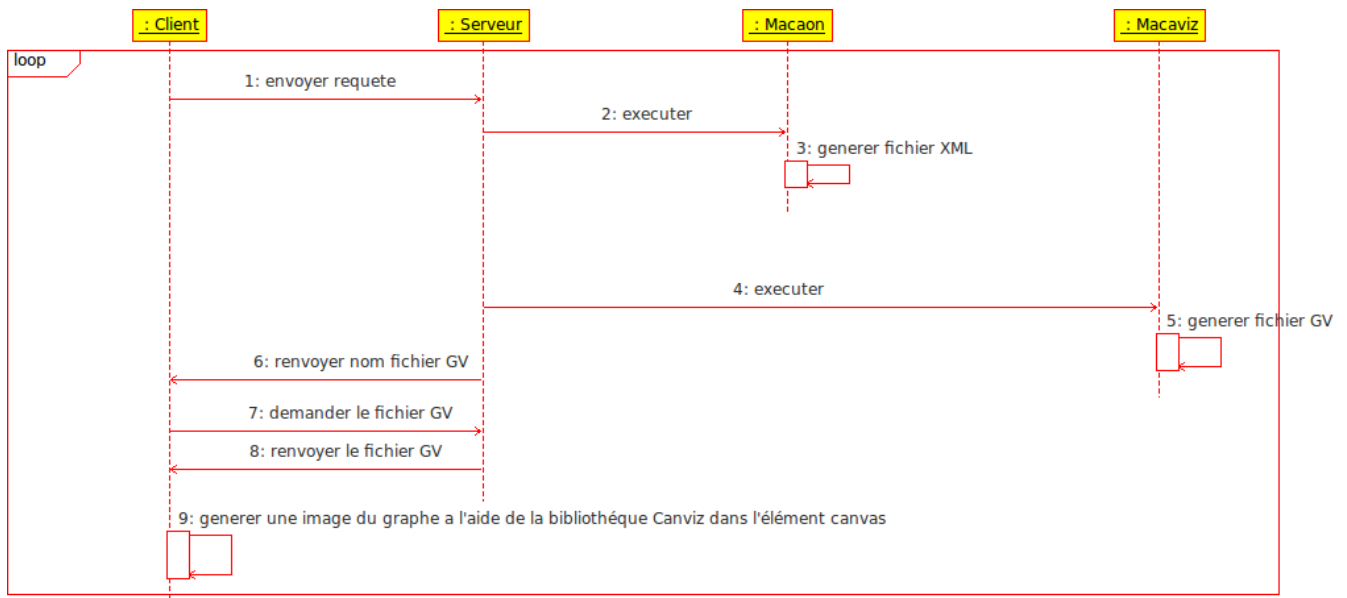 : Client
: Serveur
: Macaon
: Macaviz
loop
1: envoyer requete
2: executer
3: generer fichier XML
4: executer
5: generer fichier GV
6: renvoyer nom fichier GV
7: demander le fichier GV
8: renvoyer le fichier GV
9: generer une image du graphe a l'aide de la bibliothéque Canviz dans l'élément canvas